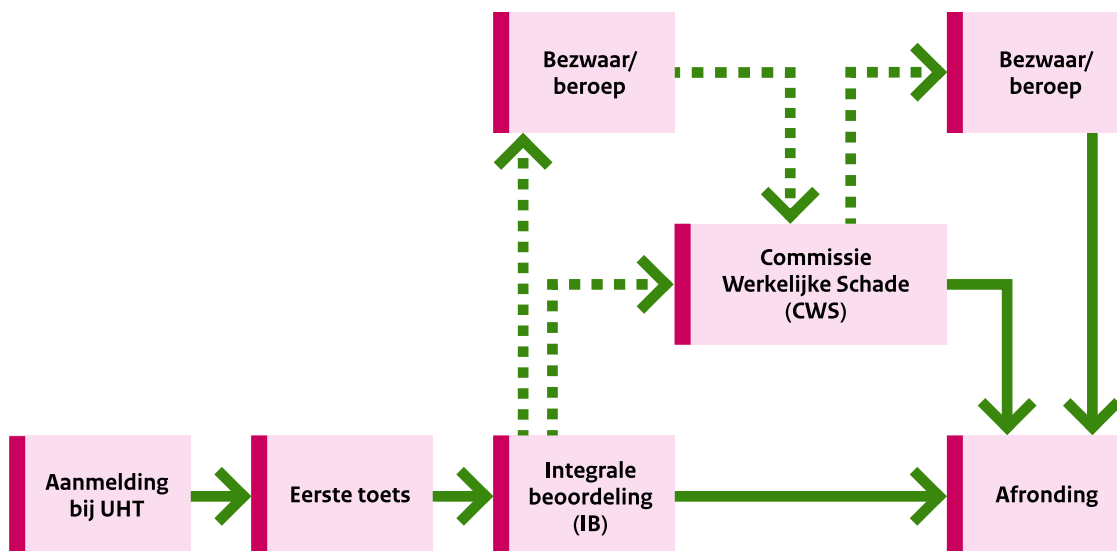 Bezwaar/
beroep
Bezwaar/
beroep
Commissie
Werkelijke Schade
(CWS)
Aanmelding
bij UHT
Eerste toets
Integrale
beoordeling
(IB)
Afronding